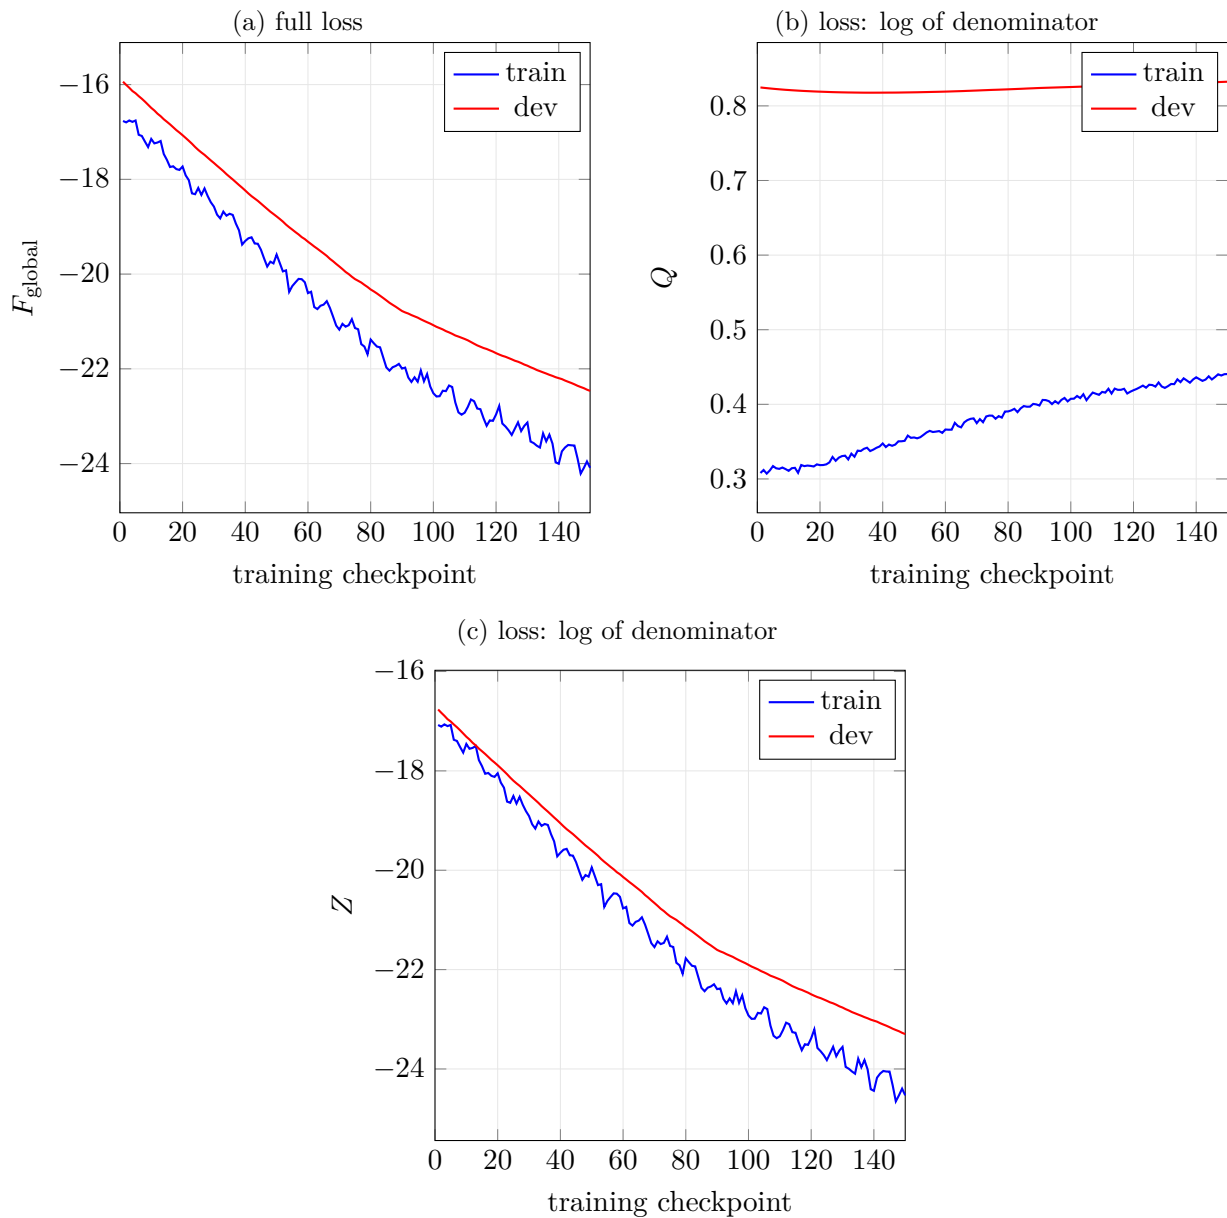 (a) full loss
train
dev
−16
−18
−20
−22
−24
F_global
0 20 40 60 80 100 120 140
training checkpoint
(b) loss: log of denominator
train
dev
0.8
0.7
0.6
0.5
0.4
0.3
Q
0 20 40 60 80 100 120 140
training checkpoint
(c) loss: log of denominator
train
dev
−16
−18
−20
−22
−24
Z
0 20 40 60 80 100 120 140
training checkpoint